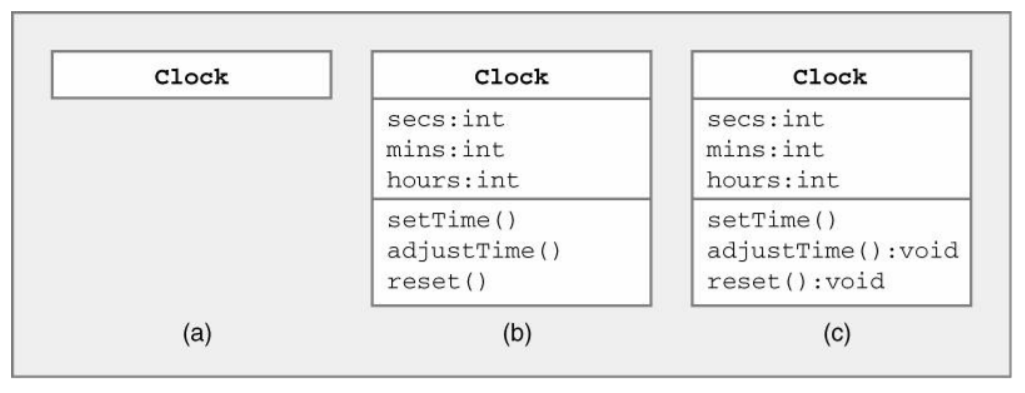 Clock
Clock
secs:int
mins:int
hours:int
setTime()
adjustTime()
reset()
Clock
secs:int
mins:int
hours:int
setTime()
adjustTime():void
reset():void
(a)
(b)
(c)